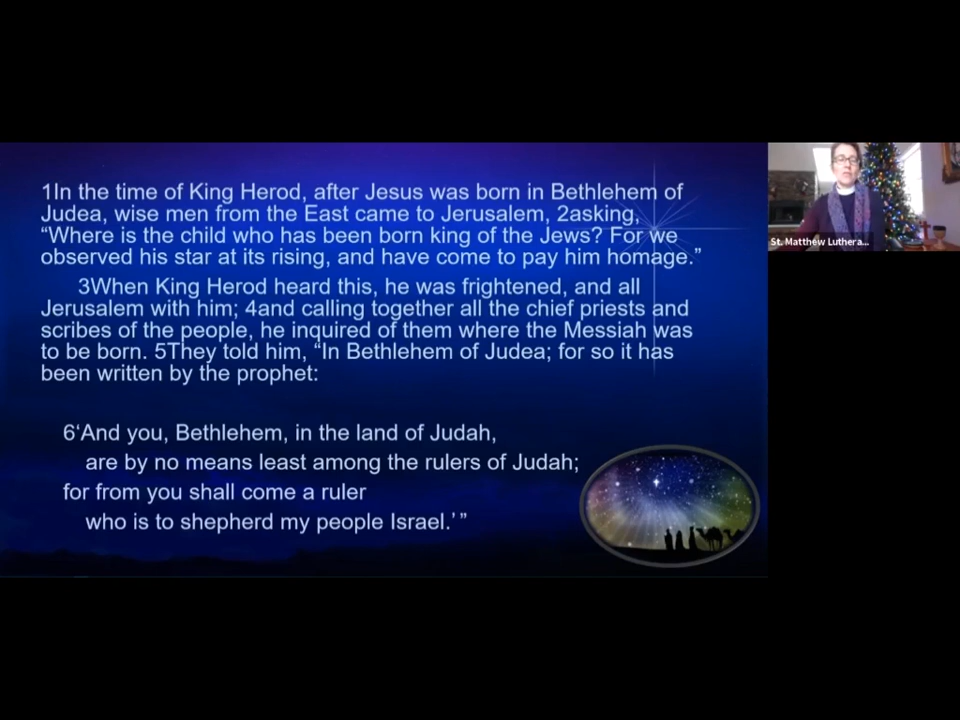 1In the time of King Herod, after Jesus was born in Bethlehem of
Judea, wise men from the East came to Jerusalem, 2asking,
“Where is the child who has been born king of the Jews? For we
observed his star at its rising, and have come to pay him homage.”
3When King Herod heard this, he was frightened, and all
Jerusalem with him; 4and calling together all the chief priests and
scribes of the people, he inquired of them where the Messiah was
to be born. 5They told him, “In Bethlehem of Judea; for so it has
been written by the prophet:
6‘And you, Bethlehem, in the land of Judah,
are by no means least among the rulers of Judah;
for from you shall come a ruler
who is to shepherd my people Israel.’”
St. Matthew Luthera...